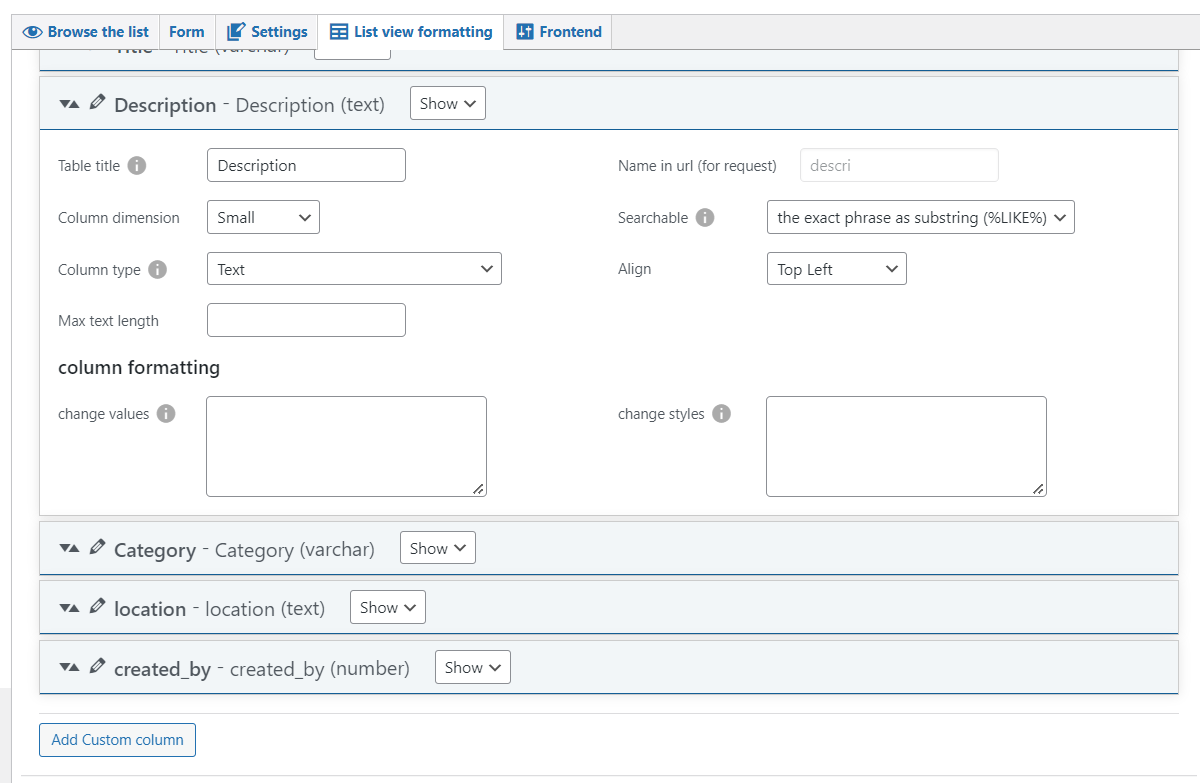 Browse the list Form Settings List view formatting Frontend
Title - Title (varchar)
Description - Description (text) Show
Table title Description Name in url (for request) descri
Column dimension Small Searchable the exact phrase as substring (%LIKE%)
Column type Text Align Top Left
Max text length
column formatting
change values change styles
Category - Category (varchar) Show
location - location (text) Show
created_by - created_by (number) Show
Add Custom column